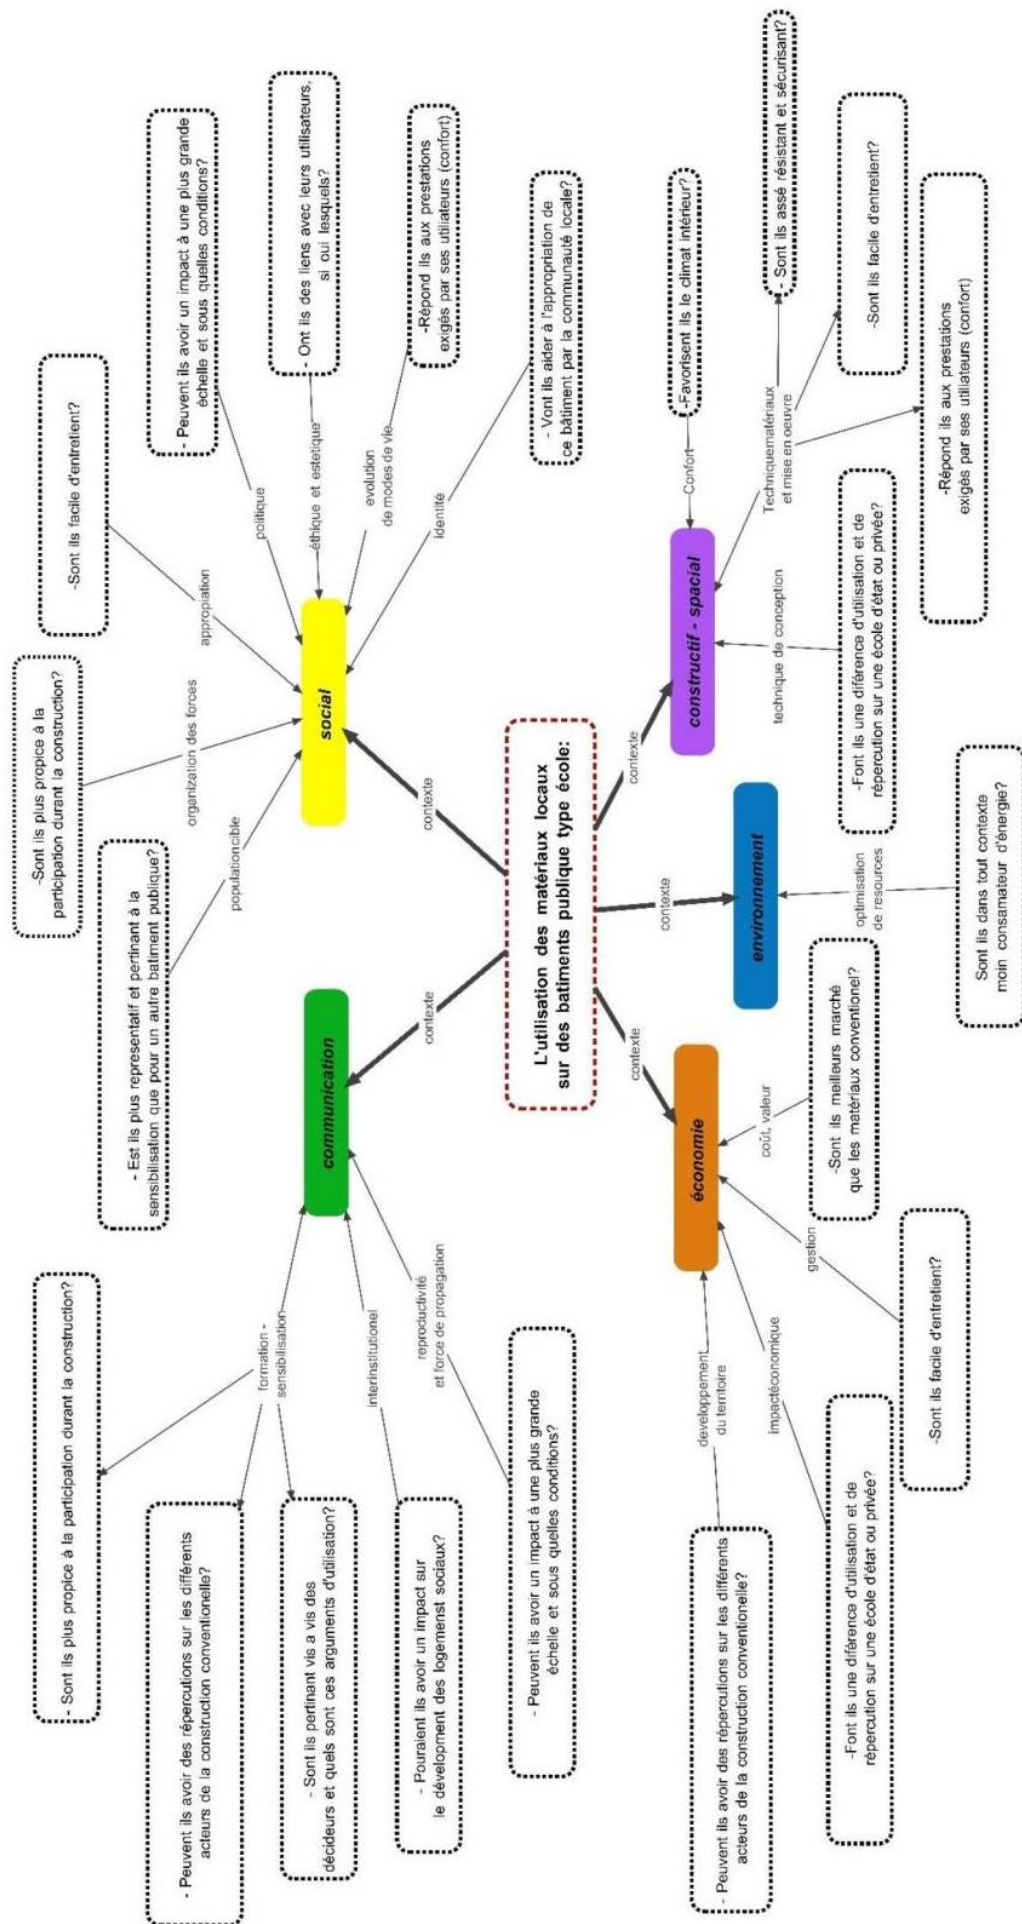 - Sont ils plus propice à la participation durant la construction?
- Est ils plus representatif et pertinant à la
sensibilisation que pour un autre batiment publique?
-Sont ils plus propice à la
participation durant la construction?
-Sont ils facile d'entretient?
- Peuvent ils avoir des répercutions sur les différents
acteurs de la construction conventionelle?
- Peuvent ils avoir un impact à une plus grande
échelle et sous quelles conditions?
formation -
sensibilisation
populationcible
organization des forces
appropiation
politique
- Sont ils pertinant vis a vis des
décideurs et quels sont ces arguments d'utilisation?
communication
social
éthique et estetique
- Ont ils des liens avec leurs utilisateurs,
si oui lesquels?
interinstitutionel
evolution
de modes de vie
- Pouraient ils avoir un impact sur
le dévelopment des logemenst sociaux?
-Répond ils aux prestations
exigés par ses utiliateurs (confort)
reproductivité
et force de propagation
contexte
contexte
identité
- Peuvent ils avoir un impact à une plus grande
échelle et sous quelles conditions?
- Vont ils aider à l'appropriation de
ce bâtiment par la communauté locale?
L'utilisation des matériaux locaux
sur des batiments publique type école:
contexte
contexte
contexte
économie
environnement
constructif - spacial
Confort
-Favorisent ils le climat intérieur?
developpement
du territoire
- Peuvent ils avoir des répercutions sur les différents
acteurs de la construction conventionelle?
impactéconomique
gestion
coût, valeur
optimisation
de resources
technique de conception
Techniquematériaux
et mise en oeuvre
- Sont ils assé résistant et sécurisant?
-Font ils une diférence d'utilisation et de
répercution sur une école d'état ou privée?
-Sont ils meilleurs marché
que les matériaux conventionel?
-Font ils une diférence d'utilisation et de
répercution sur une école d'état ou privée?
-Sont ils facile d'entretient?
-Sont ils facile d'entretient?
Sont ils dans tout contexte
moin consamateur d'énergie?
-Répond ils aux prestations
exigés par ses utiliateurs (confort)